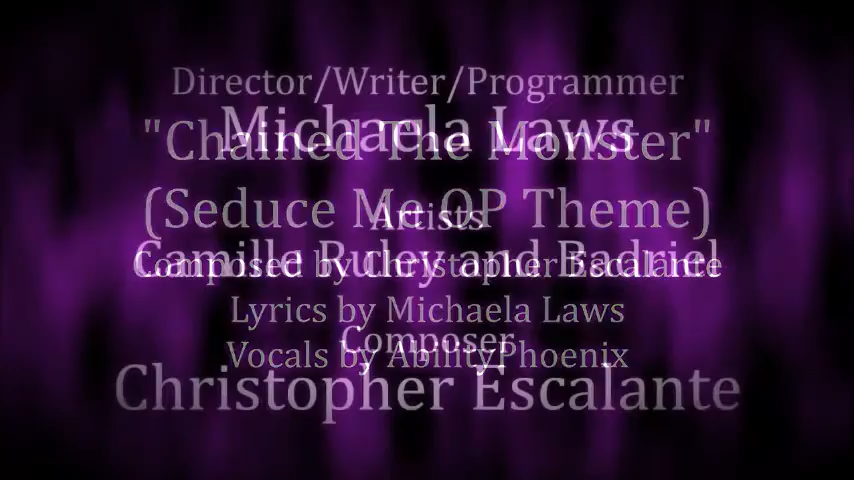 Director/Writer/Programmer
Michaela Laws
"Chained The Monster"
(Seduce Me OP Theme)
Artists
Camille Ruley and Badriel
Composed by Christopher Escalante
Lyrics by Michaela Laws
Composer
Vocals by AbilityPhoenix
Christopher Escalante